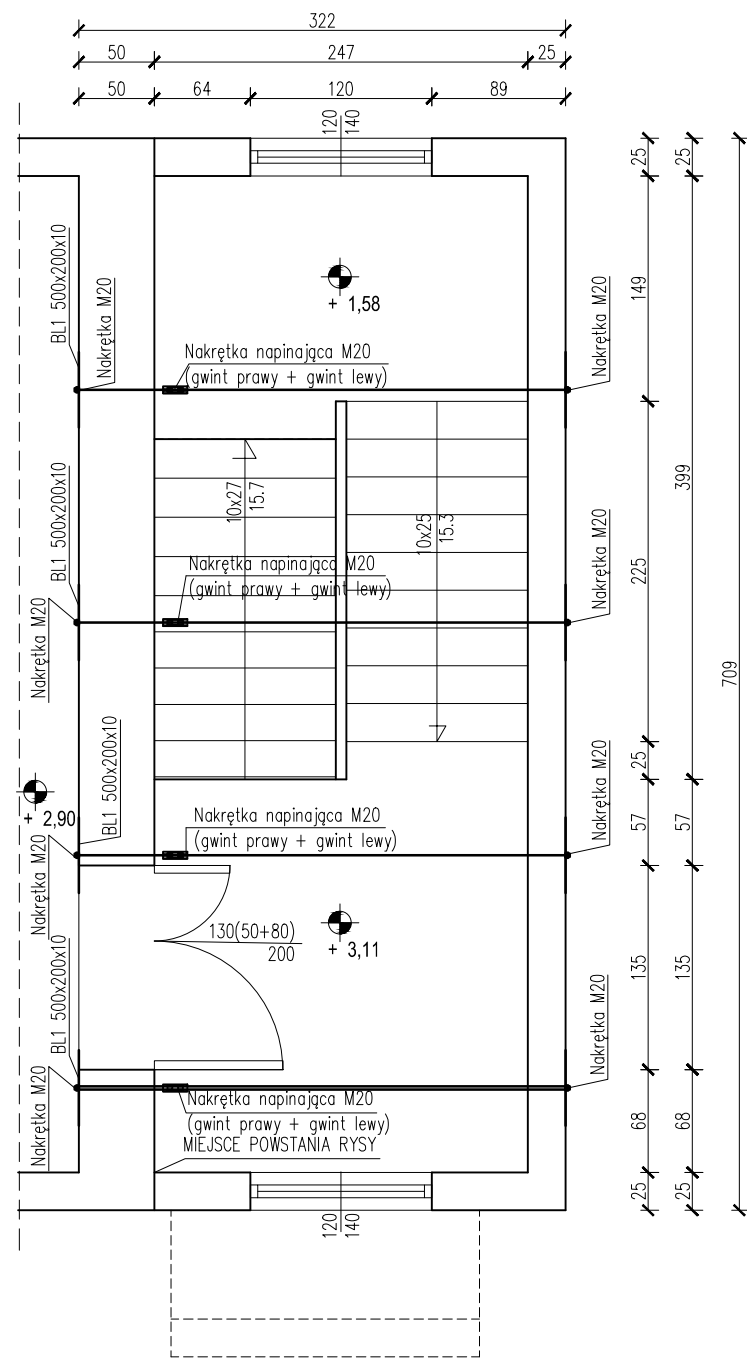 322
50
247
25
50
64
120
89
120
140
25
25
BL1 500x200x10
Nakrętka M20
+ 1,58
Nakrętka M20
149
Nakrętka napinająca M20
(gwint prawy + gwint lewy)
399
10x27
15.7
10x25
15.3
BL1 500x200x10
Nakrętka M20
225
Nakrętka napinająca M20
(gwint prawy + gwint lewy)
Nakrętka M20
709
25
BL1 500x200x10
+ 2,90
Nakrętka M20
Nakrętka napinająca M20
(gwint prawy + gwint lewy)
57
57
Nakrętka M20
130(50+80)
200
+ 3,11
135
135
BL1 500x200x10
Nakrętka M20
Nakrętka M20
Nakrętka napinająca M20
(gwint prawy + gwint lewy)
MIEJSCE POWSTANIA RYSY
68
68
25
25
120
140